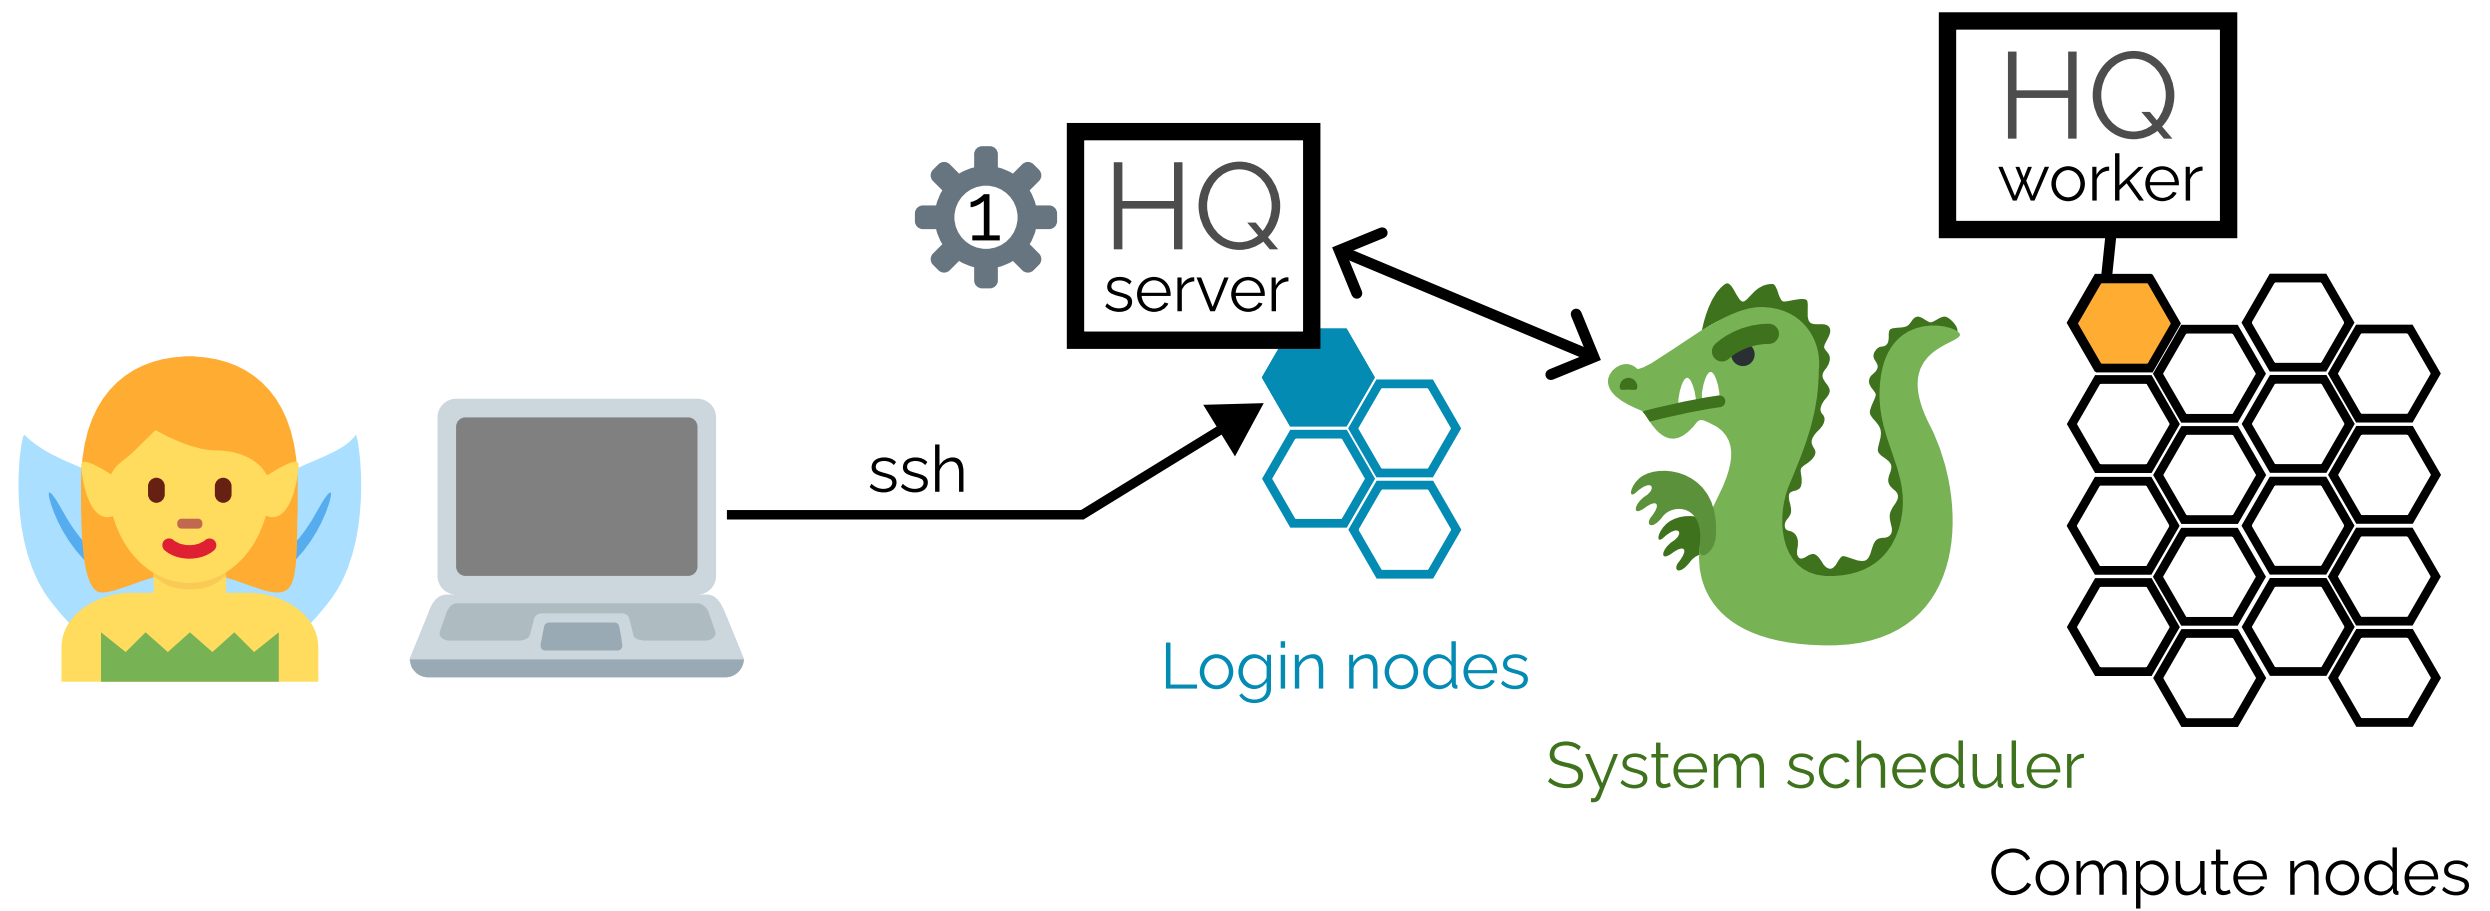 HQ
worker
1
HQ
server
ssh
Login nodes
System scheduler
Compute nodes